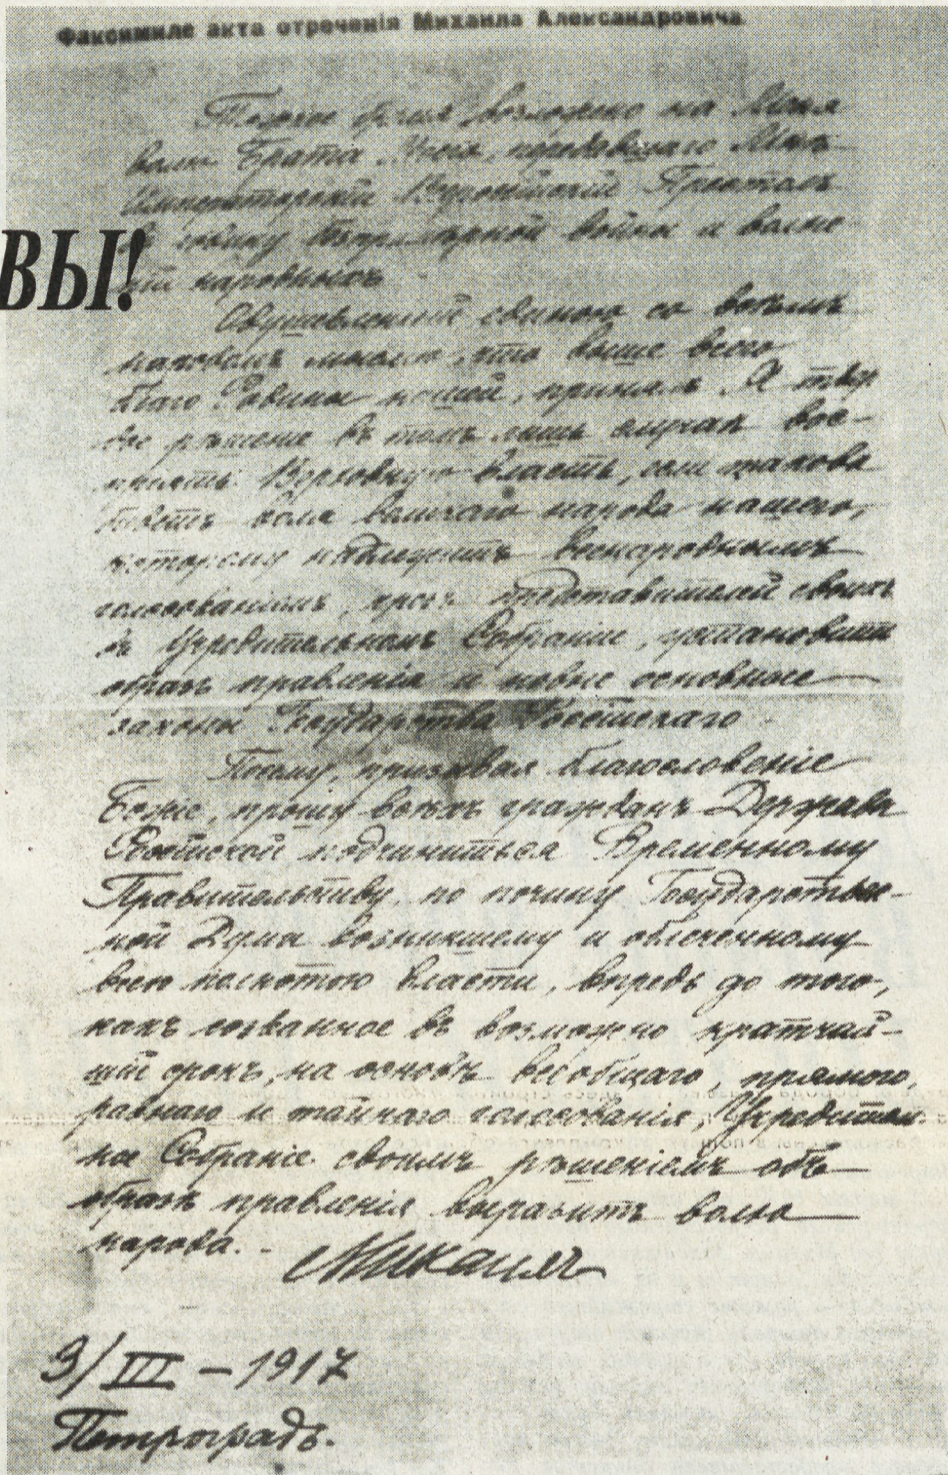 Факсимиле акта отреченія Михаила Александровича.
Тяжкое бремя возложено на Меня
волею Брата Моего, передавшаго Мнѣ
Императорскій Всероссійскій Престолъ
въ годину безпримѣрной войны и волне-
ній народныхъ.
ВЫ!
Одушевленный единою со всѣмъ
народомъ мыслью, что выше всего
благо Родины нашей, принялъ Я твер
дое рѣшеніе въ томъ лишь случаѣ вос-
пріять Верховную власть, если такова
будетъ воля великаго народа нашего,
которому надлежитъ всенароднымъ
голосованіемъ, чрезъ представителей своихъ
въ Учредительномъ Собраніи, установить
образъ правленія и новые основные
законы Государства Россійскаго.
Посему, призывая благословеніе
Божіе, прошу всѣхъ гражданъ Державы
Россійской подчиниться Временному
Правительству, по почину Государствен-
ной Думы возникшему и облеченному
всею полнотою власти, впредь до того,
какъ созванное въ возможно кратчай-
шій срокъ, на основѣ всеобщаго, прямого,
равнаго и тайнаго голосованія, Учредитель-
ное Собраніе своимъ рѣшеніемъ объ
образѣ правленія выразитъ волю
народа. -
Михаилъ
3/III - 1917
Петроградъ.